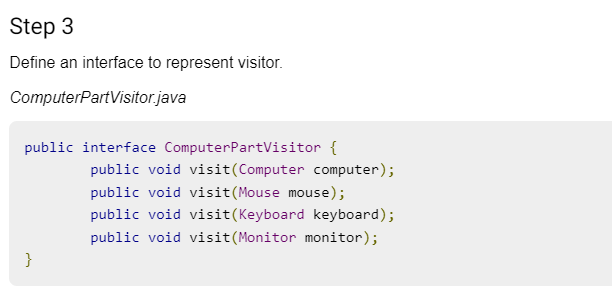 Step 3
Define an interface to represent visitor.
ComputerPartVisitor.java
public interface ComputerPartVisitor {
        public void visit(Computer computer);
        public void visit(Mouse mouse);
        public void visit(Keyboard keyboard);
        public void visit(Monitor monitor);
}